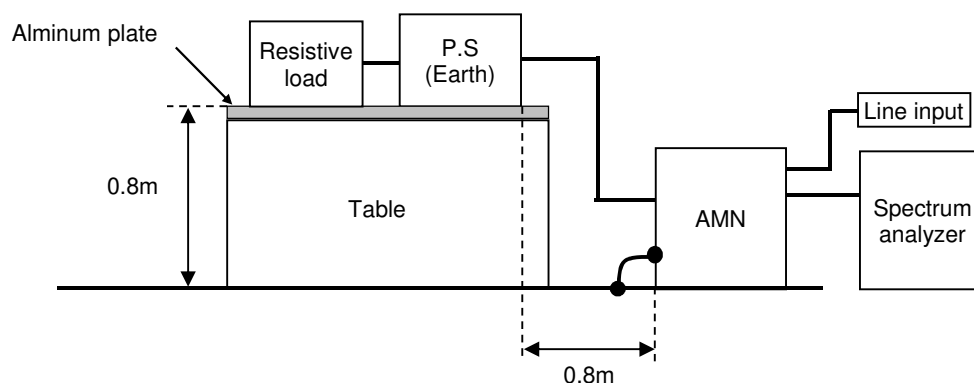 Alminum plate
Resistive
load
P.S
(Earth)
Line input
0.8m
Table
AMN
Spectrum
analyzer
0.8m